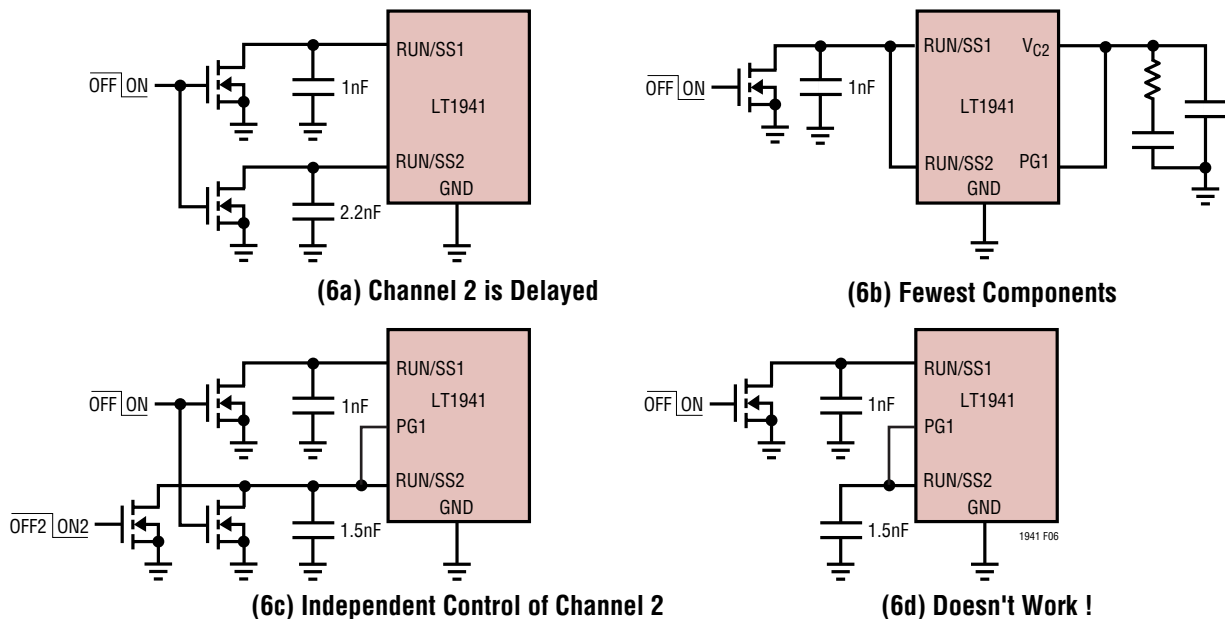 RUN/SS1
OFF ON
1nF
LT1941
RUN/SS2
GND
2.2nF
(6a) Channel 2 is Delayed
RUN/SS1
VC2
OFF ON
1nF
LT1941
RUN/SS2
PG1
GND
(6b) Fewest Components
RUN/SS1
OFF ON
1nF
LT1941
PG1
RUN/SS2
OFF2 ON2
GND
1.5nF
(6c) Independent Control of Channel 2
RUN/SS1
OFF ON
1nF
LT1941
PG1
RUN/SS2
GND
1.5nF
1941 F06
(6d) Doesn't Work !